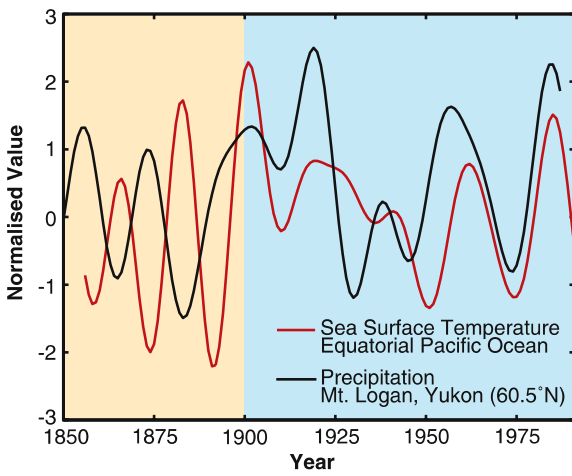 3
2
1
0
-1
-2
-3
Normalised Value
Sea Surface Temperature
Equatorial Pacific Ocean
Precipitation
Mt. Logan, Yukon (60.5°N)
1850 1875 1900 1925 1950 1975
Year